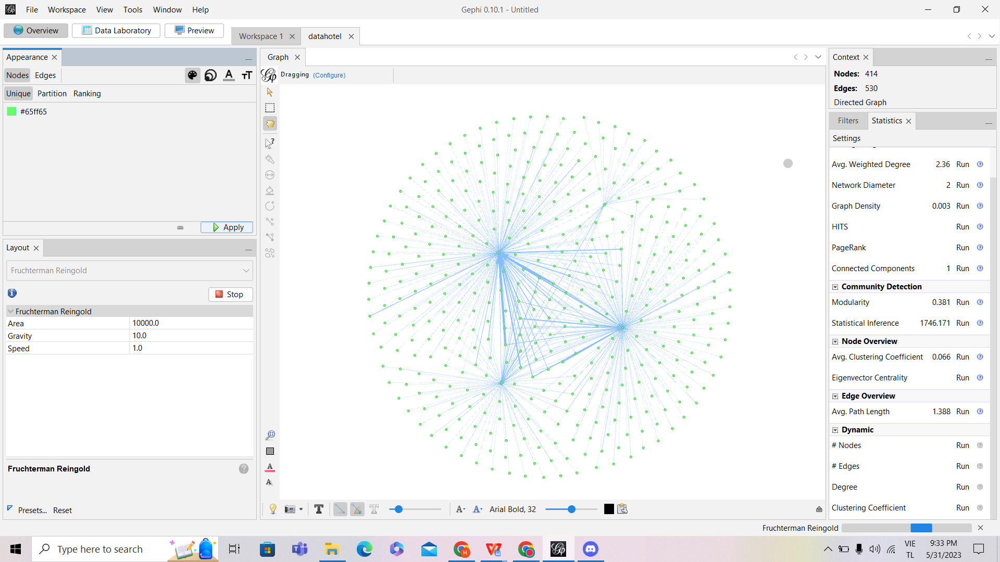 File Workspace View Tools Window Help
Gephi 0.10.1 - Untitled
Overview Data Laboratory Preview
Workspace 1 datahotel
Appearance
Nodes Edges
Unique Partition Ranking
#65ff65
Apply
Layout
Fruchterman Reingold
Stop
Fruchterman Reingold
Area 10000.0
Gravity 10.0
Speed 1.0
Fruchterman Reingold
Presets... Reset
Graph
Dragging (Configure)
Arial Bold, 32
Context
Nodes: 414
Edges: 530
Directed Graph
Filters Statistics
Settings
Avg. Weighted Degree 2.36 Run
Network Diameter 2 Run
Graph Density 0.003 Run
HITS Run
PageRank Run
Connected Components 1 Run
Community Detection
Modularity 0.381 Run
Statistical Inference 1746.171 Run
Node Overview
Avg. Clustering Coefficient 0.066 Run
Eigenvector Centrality Run
Edge Overview
Avg. Path Length 1.388 Run
Dynamic
# Nodes Run
# Edges Run
Degree Run
Clustering Coefficient Run
Fruchterman Reingold
Type here to search
VIE
TL
9:33 PM
5/31/2023